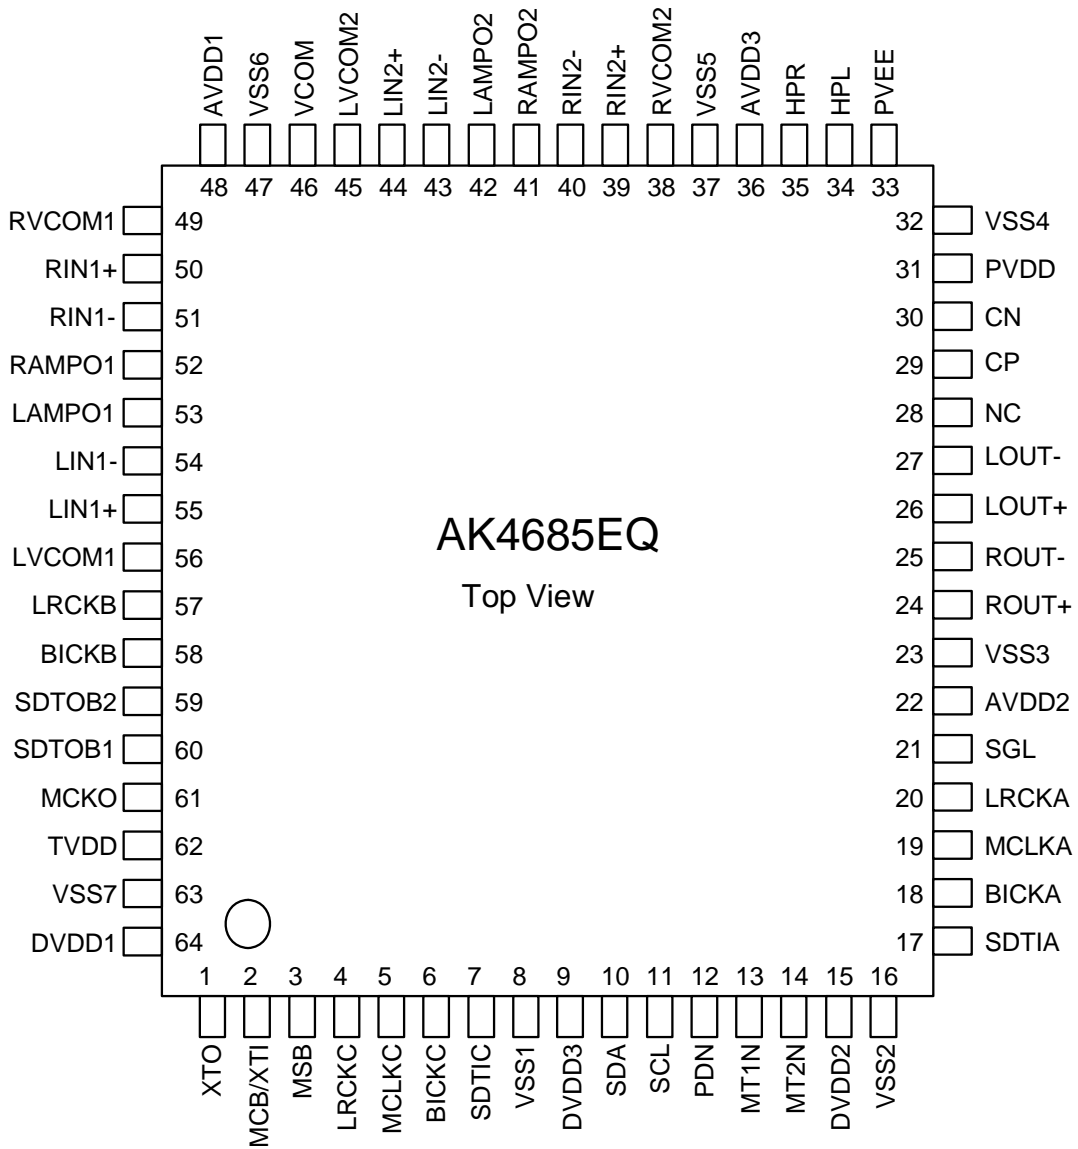 AVDD1 VSS6 VCOM LVCOM2 LIN2+ LIN2- LAMPO2 RAMPO2 RIN2- RIN2+ RVCOM2 VSS5 AVDD3 HPR HPL PVEE
48 47 46 45 44 43 42 41 40 39 38 37 36 35 34 33
RVCOM1 49 32 VSS4
RIN1+ 50 31 PVDD
RIN1- 51 30 CN
RAMPO1 52 29 CP
LAMPO1 53 28 NC
LIN1- 54 27 LOUT-
LIN1+ 55 26 LOUT+
AK4685EQ
LVCOM1 56 25 ROUT-
Top View
LRCKB 57 24 ROUT+
BICKB 58 23 VSS3
SDTOB2 59 22 AVDD2
SDTOB1 60 21 SGL
MCKO 61 20 LRCKA
TVDD 62 19 MCLKA
VSS7 63 18 BICKA
DVDD1 64 17 SDTIA
1 2 3 4 5 6 7 8 9 10 11 12 13 14 15 16
XTO MCB/XTI MSB LRCKC MCLKC BICKC SDTIC VSS1 DVDD3 SDA SCL PDN MT1N MT2N DVDD2 VSS2